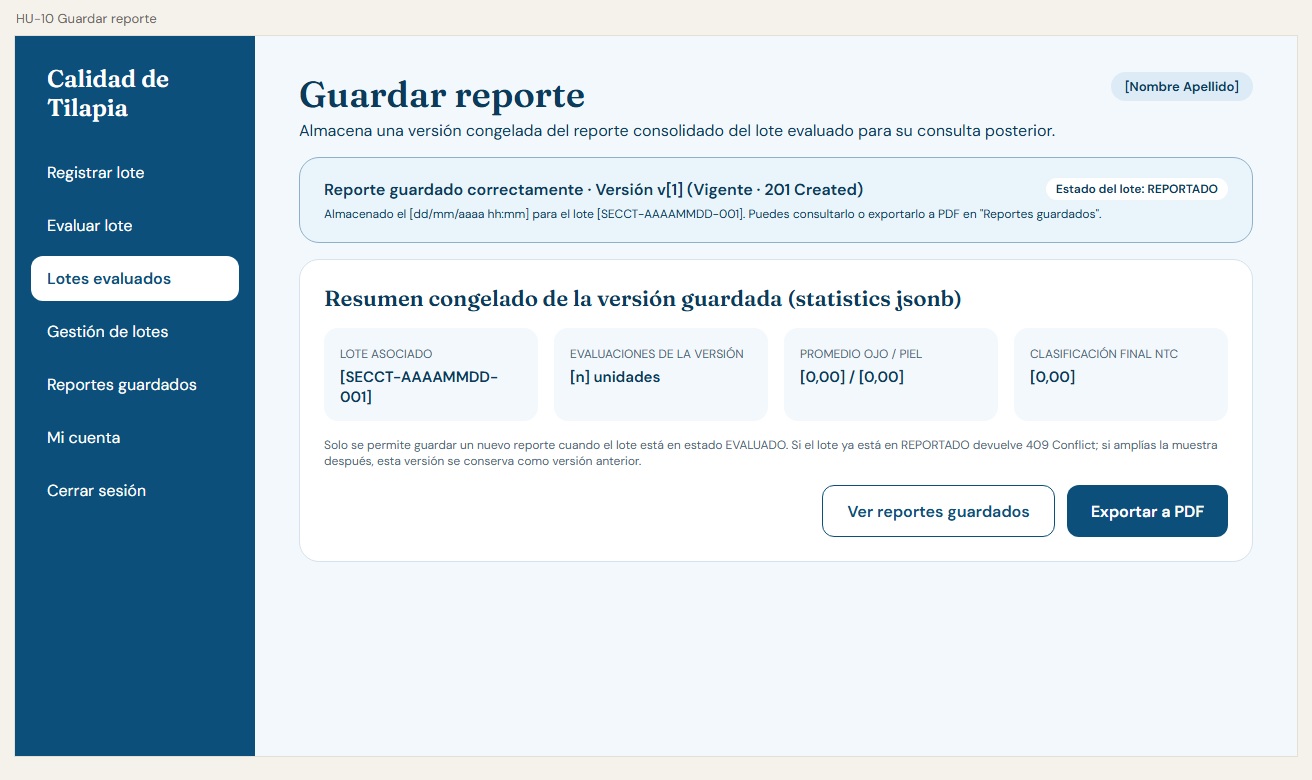 HU-10 Guardar reporte
Calidad de
Tilapia
Registrar lote
Evaluar lote
Lotes evaluados
Gestión de lotes
Reportes guardados
Mi cuenta
Cerrar sesión
Guardar reporte
[Nombre Apellido]
Almacena una versión congelada del reporte consolidado del lote evaluado para su consulta posterior.
Reporte guardado correctamente · Versión v[1] (Vigente · 201 Created)
Estado del lote: REPORTADO
Almacenado el [dd/mm/aaaa hh:mm] para el lote [SECCT-AAAAMMDD-001]. Puedes consultarlo o exportarlo a PDF en "Reportes guardados".
Resumen congelado de la versión guardada (statistics jsonb)
LOTE ASOCIADO
[SECCT-AAAAMMDD-
001]
EVALUACIONES DE LA VERSIÓN
[n] unidades
PROMEDIO OJO / PIEL
[0,00] / [0,00]
CLASIFICACIÓN FINAL NTC
[0,00]
Solo se permite guardar un nuevo reporte cuando el lote está en estado EVALUADO. Si el lote ya está en REPORTADO devuelve 409 Conflict; si amplías la muestra
después, esta versión se conserva como versión anterior.
Ver reportes guardados
Exportar a PDF